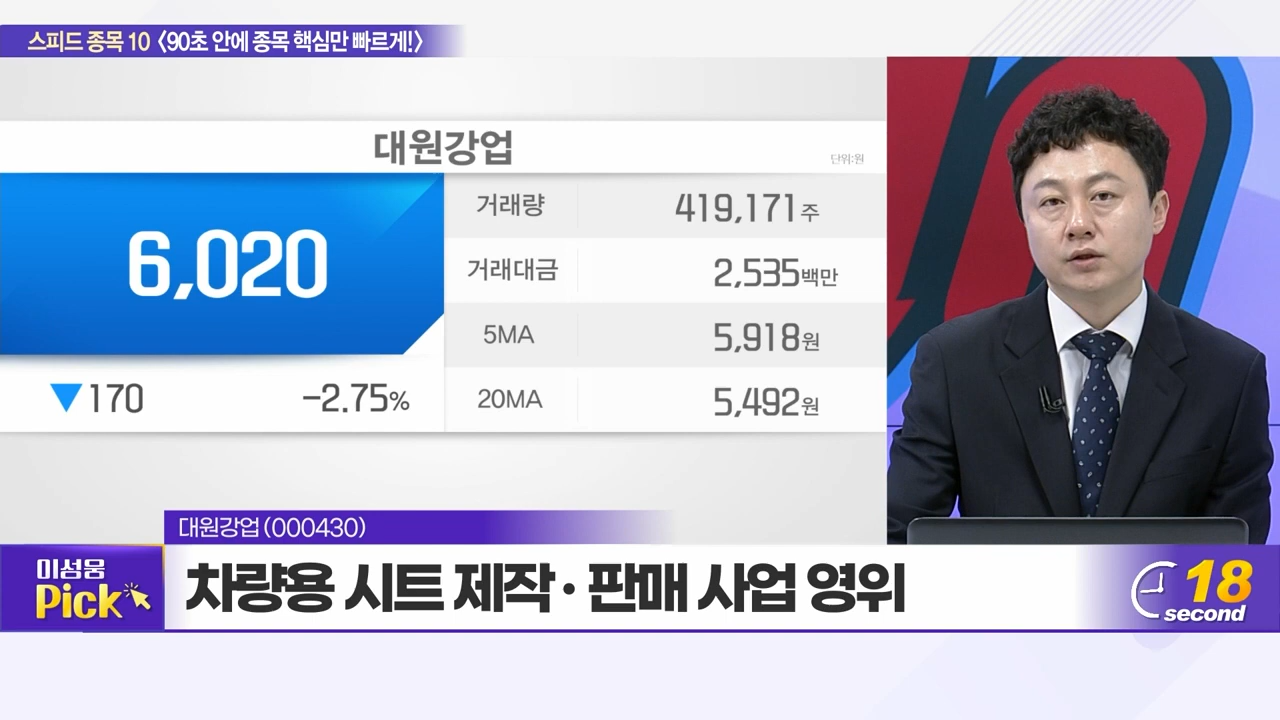 스피드 종목 10 〈90초 안에 종목 핵심만 빠르게!〉
대원강업
단위:원
6,020
▼170 -2.75%
거래량 419,171주
거래대금 2,535백만
5MA 5,918원
20MA 5,492원
대원강업(000430)
이섬웅
Pick
차량용 시트 제작·판매 사업 영위
18
second